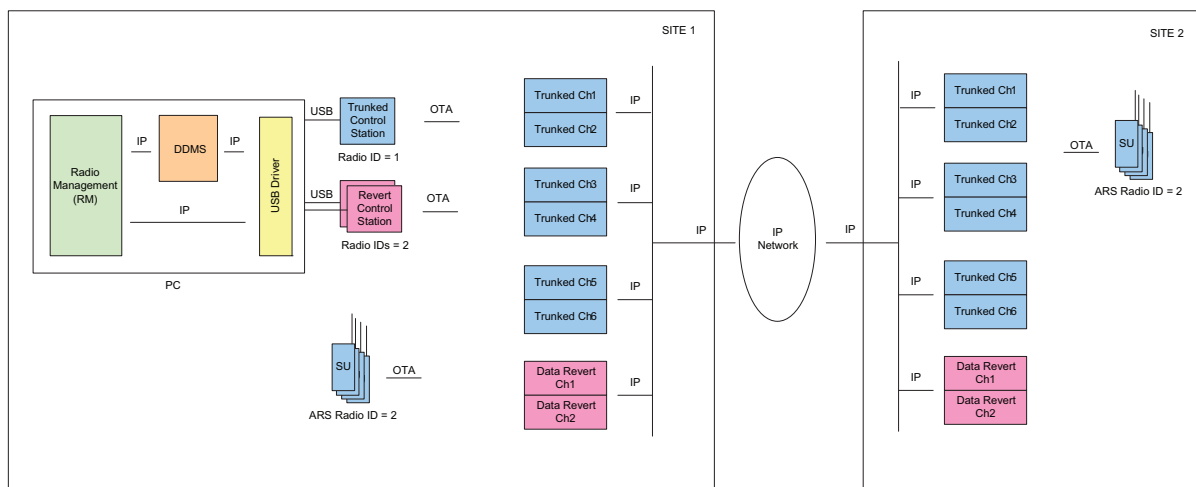 SITE 1
SITE 2
USB
Trunked
Control
Station
OTA
Radio ID = 1
Radio
Management
(RM)
IP
DDMS
IP
USB Driver
IP
USB
Revert
Control
Station
OTA
Radio IDs = 2
PC
SU
OTA
ARS Radio ID = 2
Trunked Ch1
Trunked Ch2
IP
Trunked Ch3
Trunked Ch4
IP
Trunked Ch5
Trunked Ch6
IP
Data Revert
Ch1
Data Revert
Ch2
IP
IP
IP
Network
IP
IP
Trunked Ch1
Trunked Ch2
IP
Trunked Ch3
Trunked Ch4
IP
Trunked Ch5
Trunked Ch6
IP
Data Revert
Ch1
Data Revert
Ch2
OTA
SU
ARS Radio ID = 2